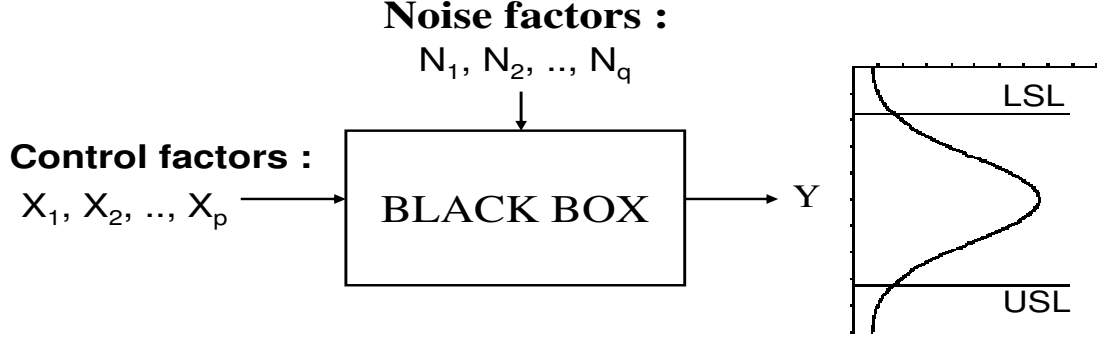 Noise factors :
N1, N2, .., Nq
Control factors :
X1, X2, .., Xp
BLACK BOX
Y
LSL
USL